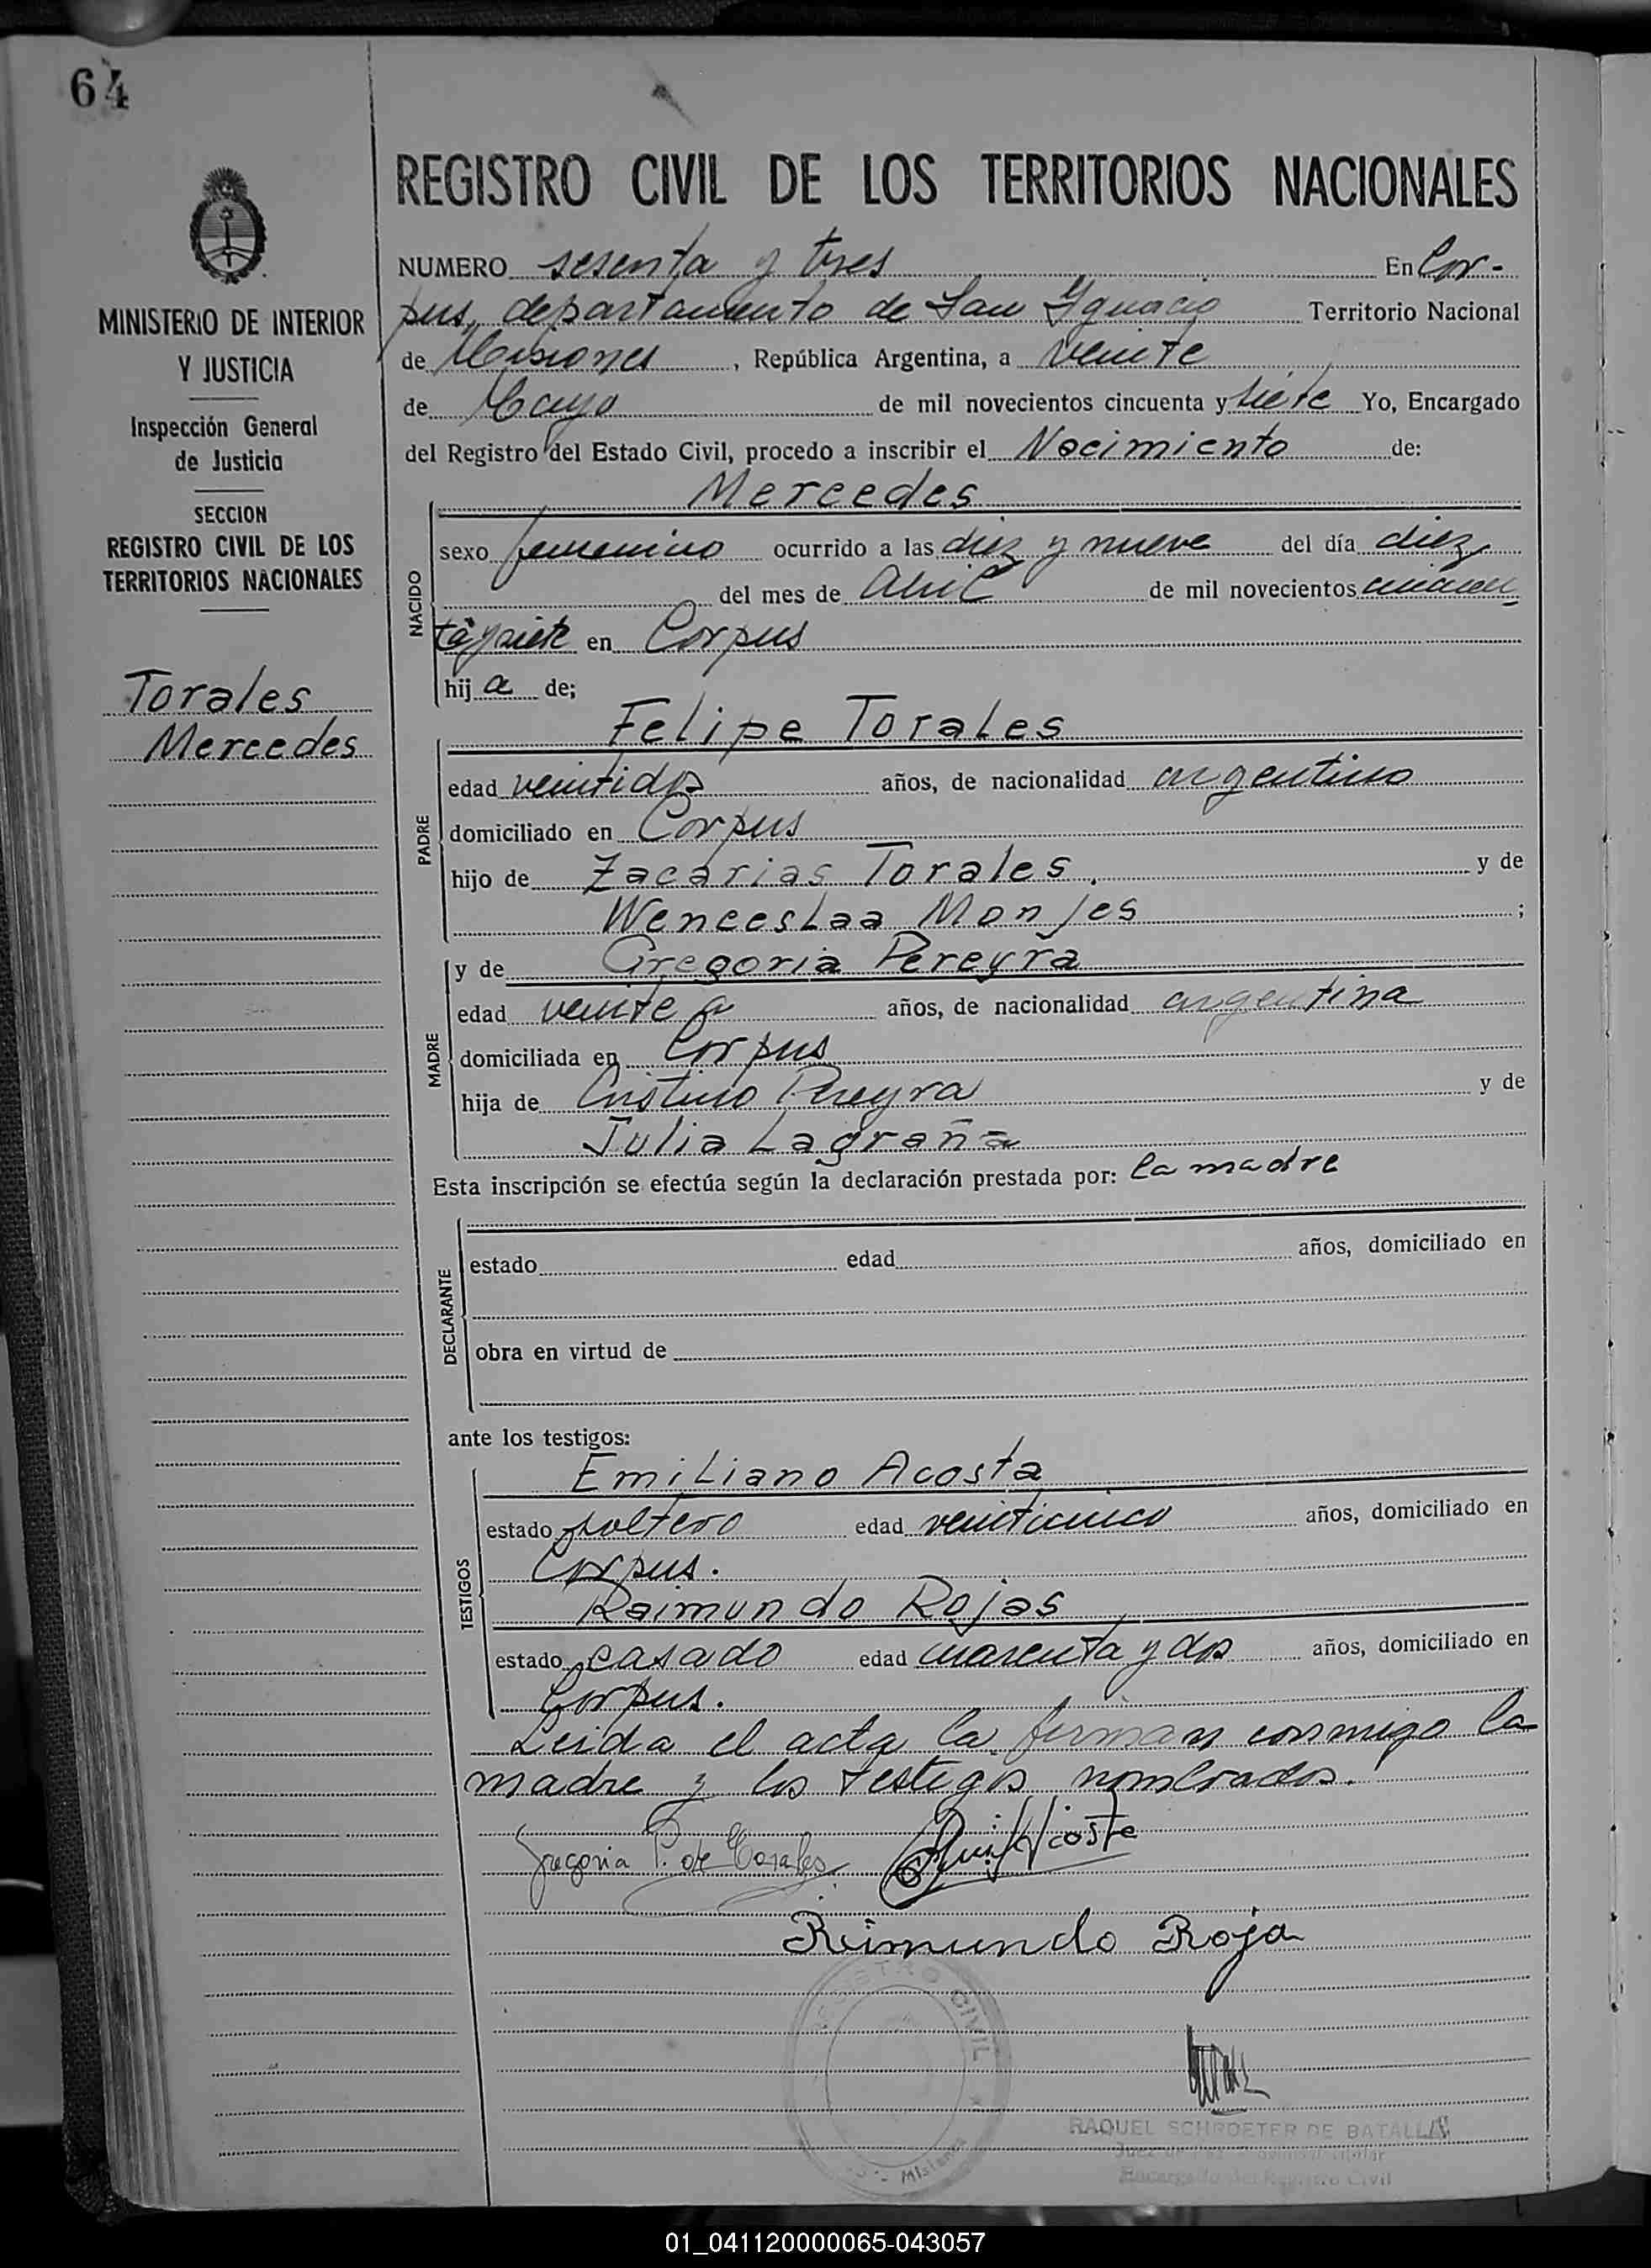 64
REGISTRO CIVIL DE LOS TERRITORIOS NACIONALES
MINISTERIO DE INTERIOR
Y JUSTICIA
Inspección General
de Justicia
SECCION
REGISTRO CIVIL DE LOS
TERRITORIOS NACIONALES
Torales
Mercedes
NUMERO sesenta y tres En Cor-
pus, departamento de San Ygnacio Territorio Nacional
de Misiones, República Argentina, a veinte
de Mayo de mil novecientos cincuenta y siete Yo, Encargado
del Registro del Estado Civil, procedo a inscribir el Nacimiento de:
Mercedes
NACIDO
sexo femenino ocurrido a las diez y nueve del día diez
del mes de Abril de mil novecientos cincuen
ta y siete en Corpus
hij a de;
Felipe Torales
PADRE
edad veintidos años, de nacionalidad argentino
domiciliado en Corpus
hijo de Zacarias Torales, y de
Wenceslaa Monjes ;
y de Gregoria Pereyra
MADRE
edad veinte años, de nacionalidad argentina
domiciliada en Corpus
hija de Cristino Pereyra y de
Julia Lagraña
Esta inscripción se efectúa según la declaración prestada por: la madre
DECLARANTE
estado edad años, domiciliado en
obra en virtud de
ante los testigos:
Emiliano Acosta
TESTIGOS
estado soltero edad veinticinco años, domiciliado en
Corpus.
Raimundo Rojas
estado casado edad cuarenta y dos años, domiciliado en
Corpus.
Leida el acta la firman conmigo la
madre y los testigos nombrados.
Gregoria P. de Torales Acosta
Reimundo Roja
REGISTRO CIVIL
Misiones
RAQUEL SCHROETER DE BATALLA
Encargado del Registro Civil
01_041120000065-043057